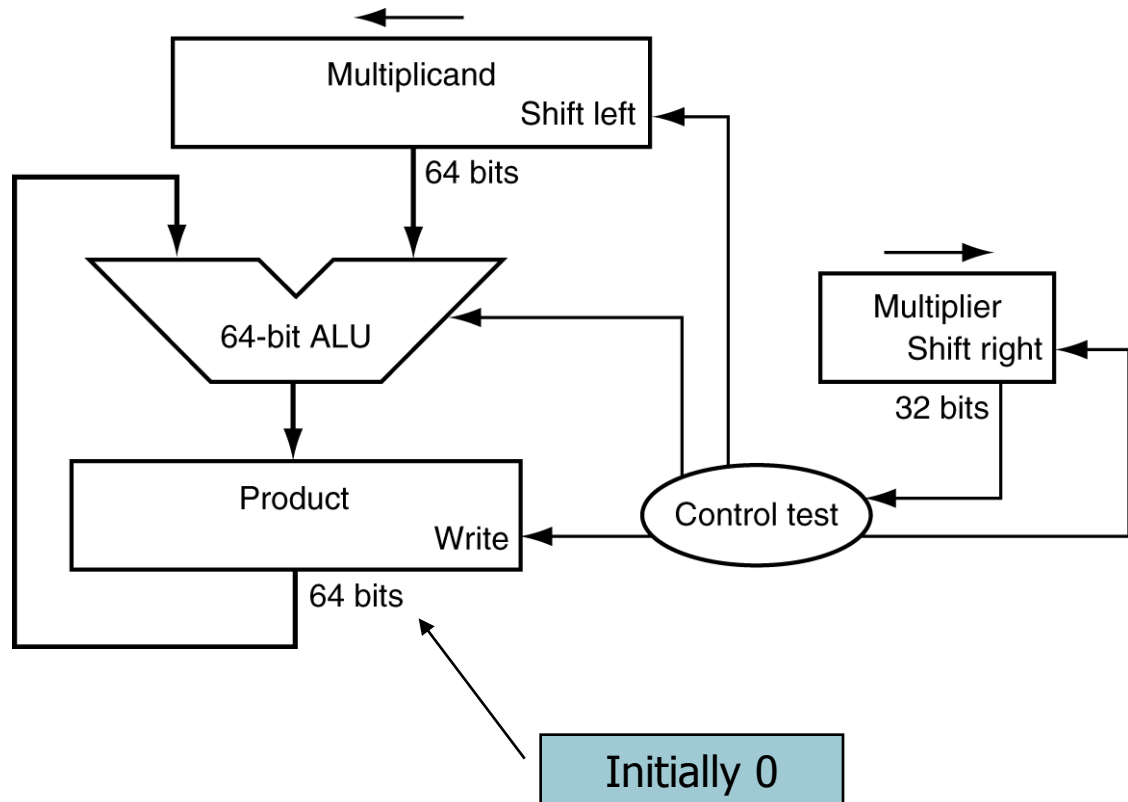 Multiplicand
Shift left
64 bits
64-bit ALU
Multiplier
Shift right
32 bits
Product
Write
Control test
64 bits
Initially 0